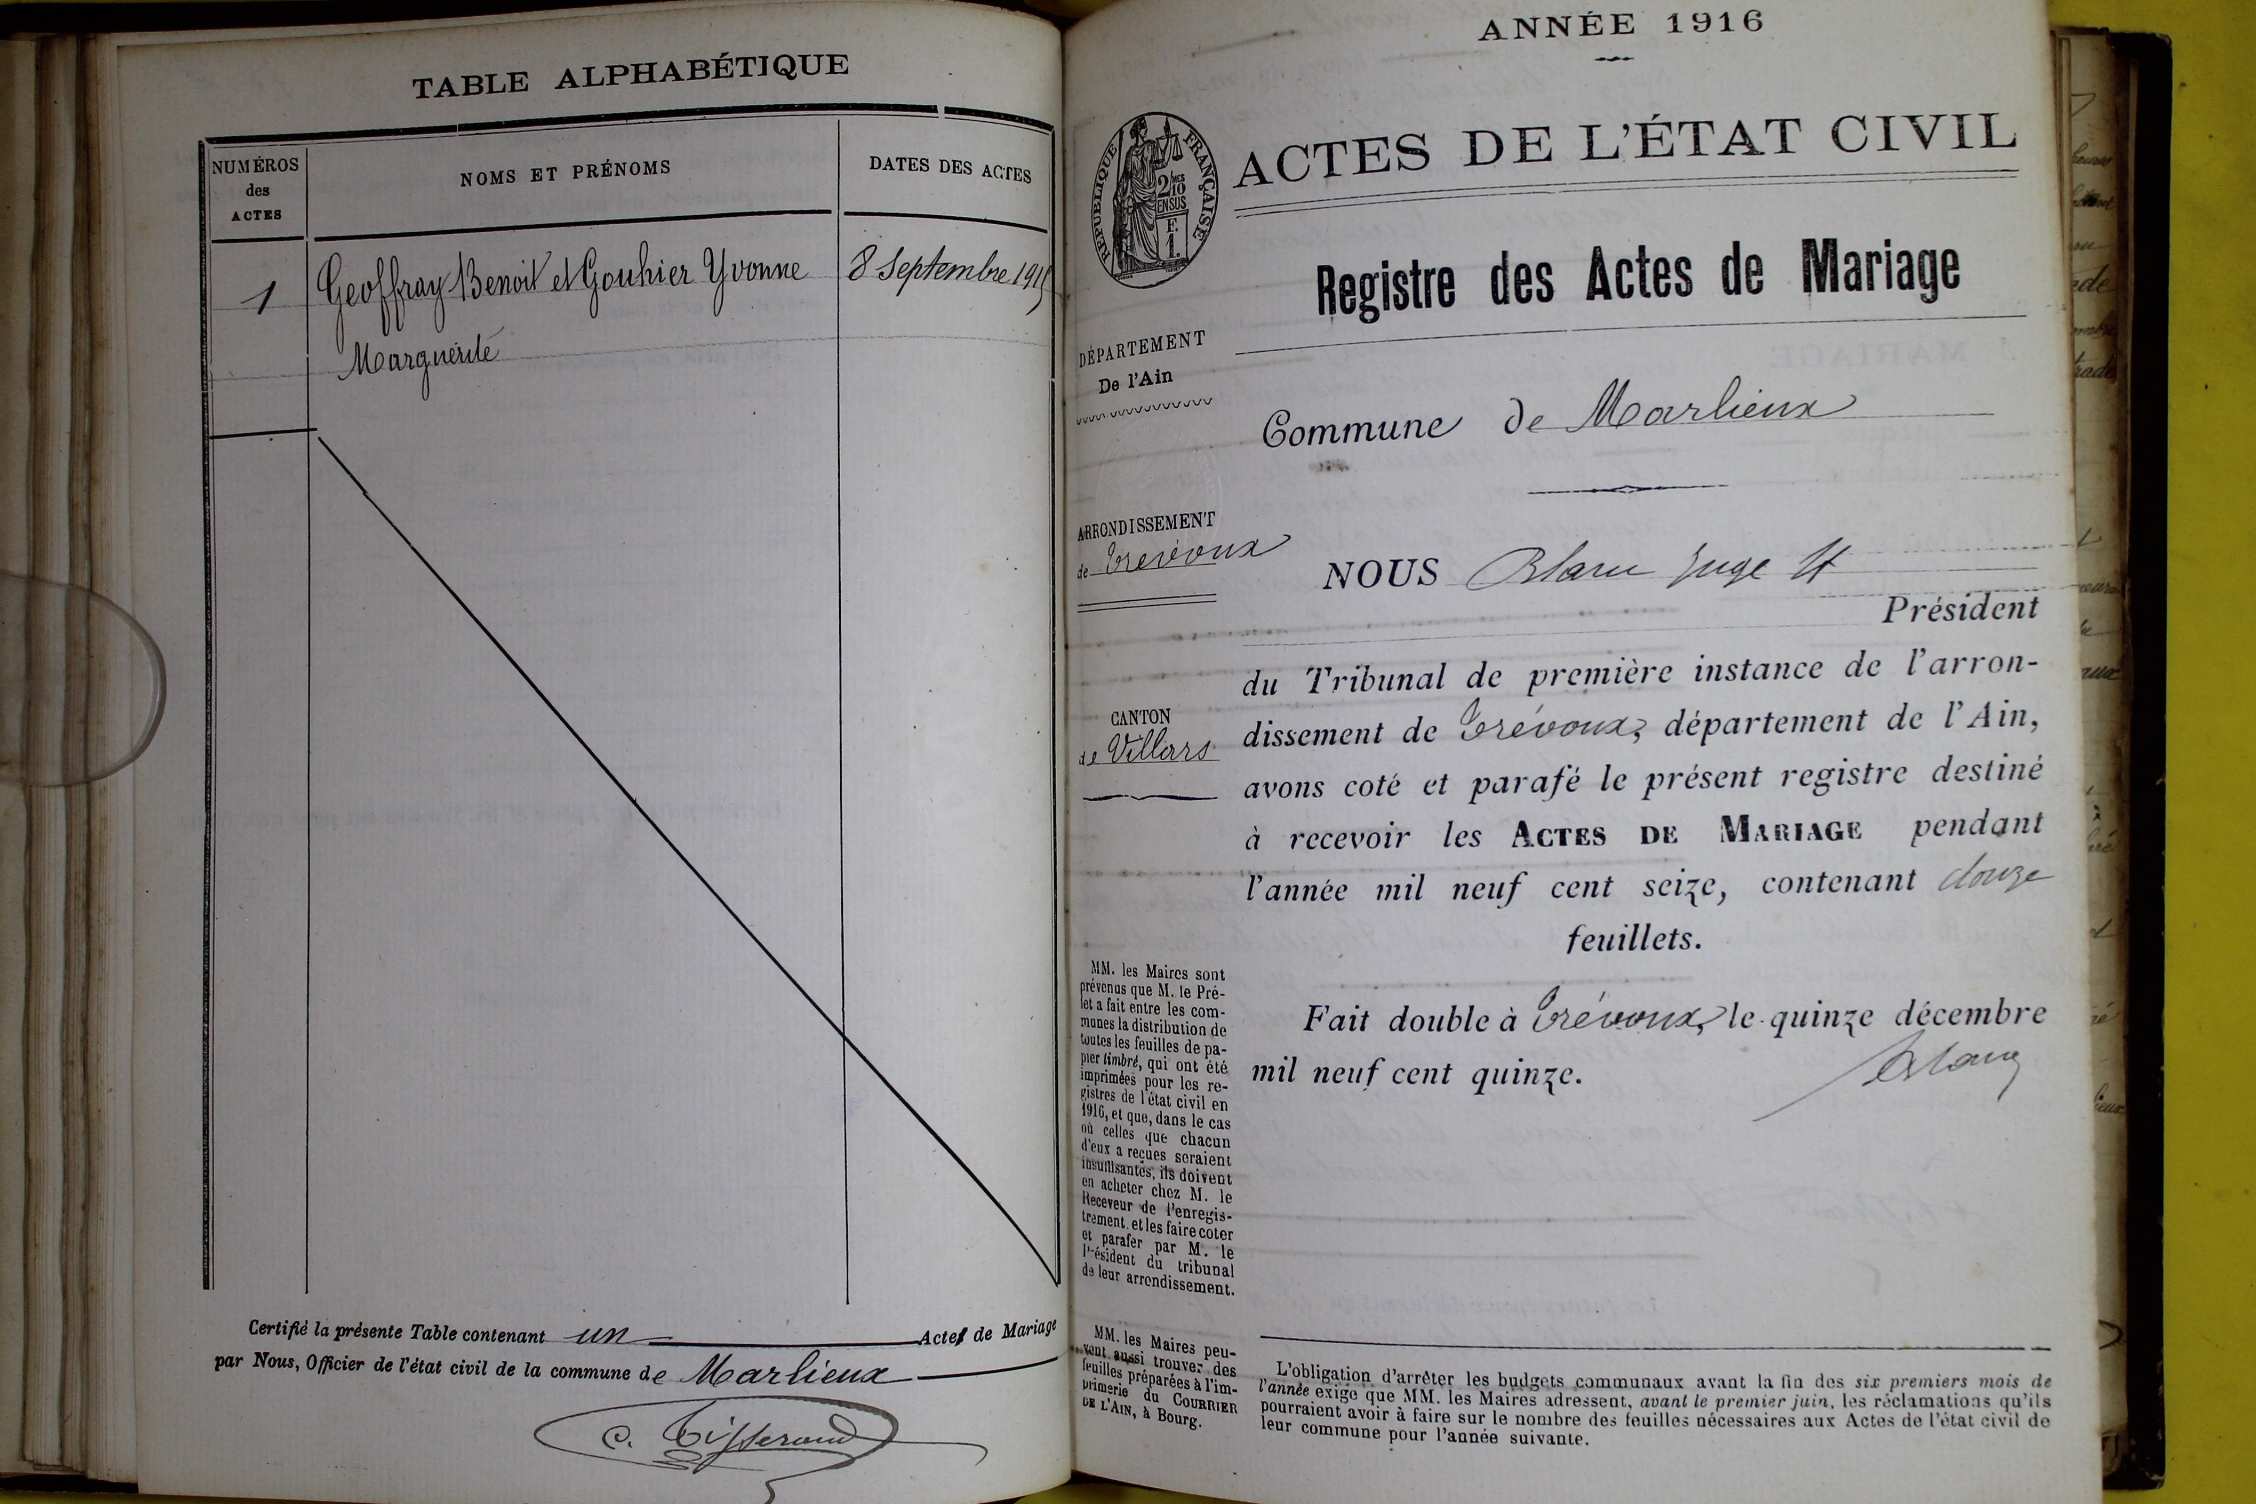 TABLE ALPHABÉTIQUE
NUMÉROS
des
ACTES
NOMS ET PRÉNOMS
DATES DES ACTES
1 Geoffray Benoit et Gouhier Yvonne 8 Septembre 1915
Marguerite
Certifié la présente Table contenant un Acte de Mariage
par Nous, Officier de l'état civil de la commune de Marlieux
C. Tisserand
ANNÉE 1916
RÉPUBLIQUE FRANÇAISE
2/10
MES
EN SUS
F.
1.
ACTES DE L'ÉTAT CIVIL
Registre des Actes de Mariage
DÉPARTEMENT
De l'Ain
Commune de Marlieux
ARRONDISSEMENT
de Trévoux
CANTON
de Villars
NOUS Blanc Juge
Président
du Tribunal de première instance de l'arron-
dissement de Trévoux, département de l'Ain,
avons coté et parafé le présent registre destiné
à recevoir les ACTES DE MARIAGE pendant
l'année mil neuf cent seize, contenant douze
feuillets.
Fait double à Trévoux, le quinze décembre
mil neuf cent quinze.
Blanc
MM. les Maires sont
prévenus que M. le Pré-
fet a fait entre les com-
munes la distribution de
toutes les feuilles de pa-
pier timbré, qui ont été
imprimées pour les re-
gistres de l'état civil en
1916, et que, dans le cas
où celles que chacun
d'eux a reçues seraient
insuffisantes, ils doivent
en acheter chez M. le
Receveur de l'enregis-
trement et les faire coter
et parafer par M. le
Président du tribunal
de leur arrondissement.
MM. les Maires peu-
vent aussi trouver des
feuilles préparées à l'im-
primerie du COURRIER
DE L'AIN, à Bourg.
L'obligation d'arrêter les budgets communaux avant la fin des six premiers mois de
l'année exige que MM. les Maires adressent, avant le premier juin, les réclamations qu'ils
pourraient avoir à faire sur le nombre des feuilles nécessaires aux Actes de l'état civil de
leur commune pour l'année suivante.